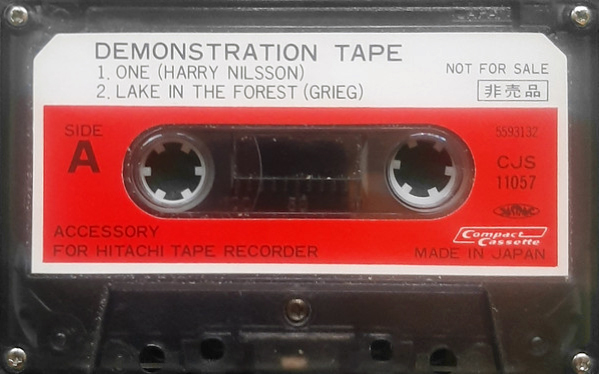 DEMONSTRATION TAPE
1. ONE (HARRY NILSSON)
2. LAKE IN THE FOREST (GRIEG)
NOT FOR SALE
非売品
SIDE
A
5593132
CJS
11057
Compact
Cassette
ACCESSORY
FOR HITACHI TAPE RECORDER
MADE IN JAPAN